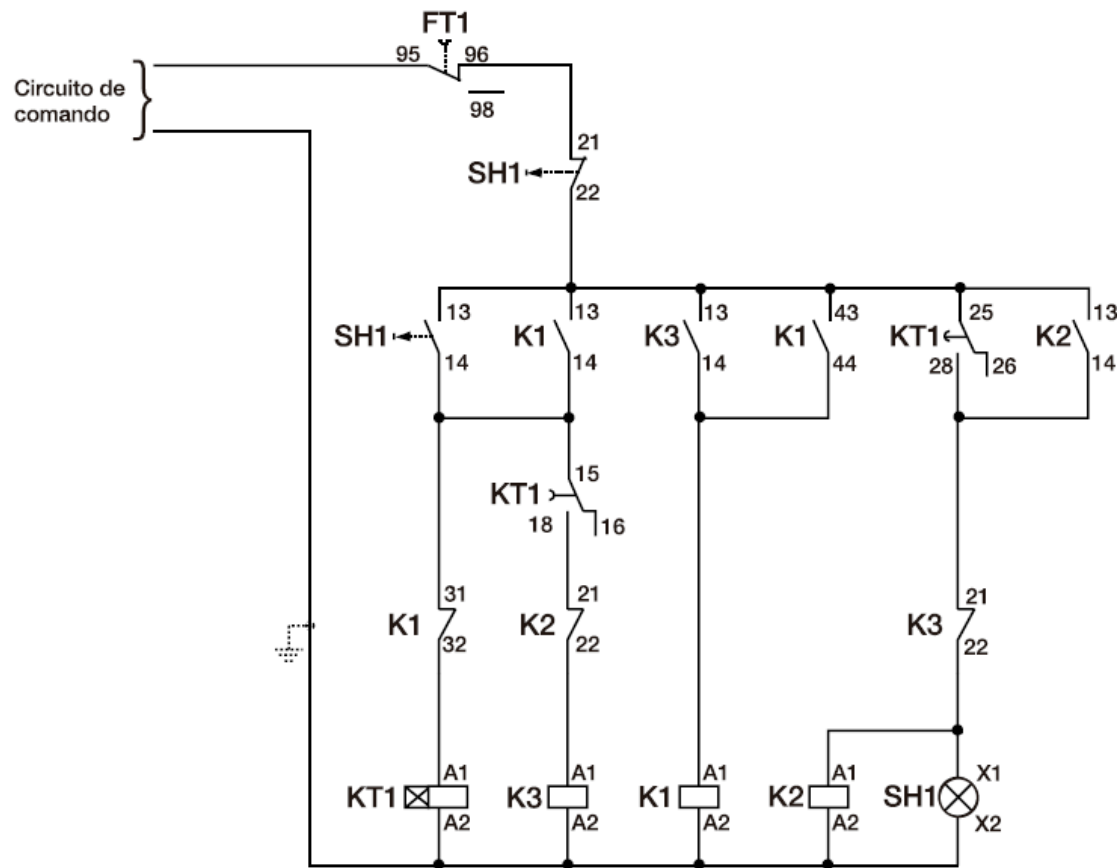 FT1
95 96
98
Circuito de
comando
21
SH1
22
13 13 13 43 25 13
SH1 K1 K3 K1 KT1 K2
14 14 14 44 28 26 14
15
KT1
18 16
31 21 21
K1 K2 K3
32 22 22
A1 A1 A1 A1 X1
KT1 K3 K1 K2 SH1
A2 A2 A2 A2 X2